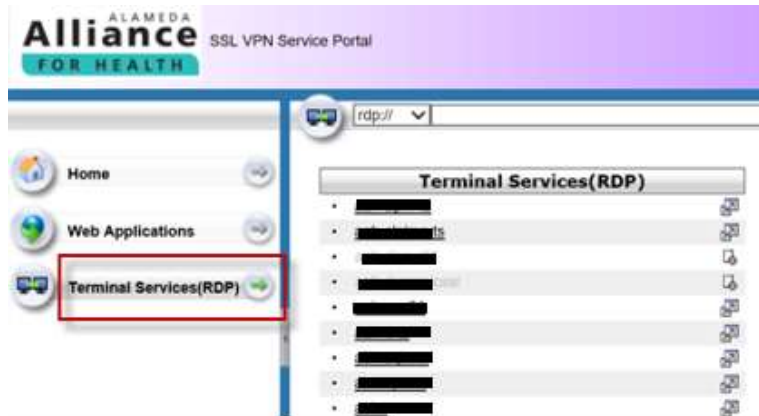 ALAMEDA
Alliance
FOR HEALTH
SSL VPN Service Portal
rdp://
Home
Web Applications
Terminal Services(RDP)
Terminal Services(RDP)